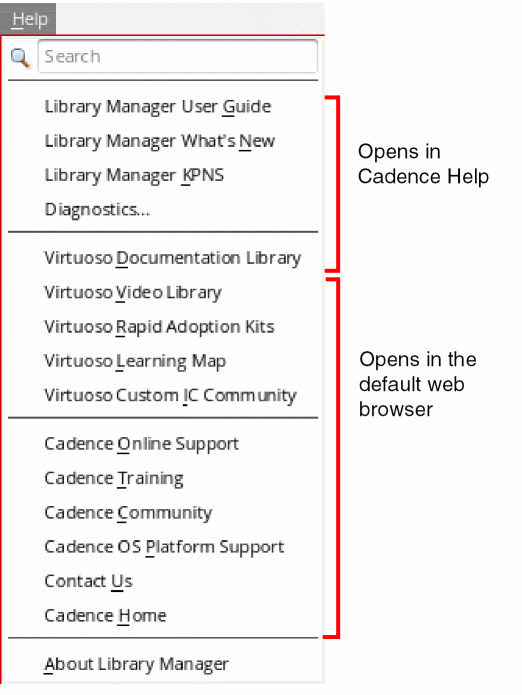 Help
Search
Library Manager User Guide
Library Manager What's New
Library Manager KPNS
Diagnostics...
Opens in
Cadence Help
Virtuoso Documentation Library
Virtuoso Video Library
Virtuoso Rapid Adoption Kits
Virtuoso Learning Map
Virtuoso Custom IC Community
Opens in the
default web
browser
Cadence Online Support
Cadence Training
Cadence Community
Cadence OS Platform Support
Contact Us
Cadence Home
About Library Manager